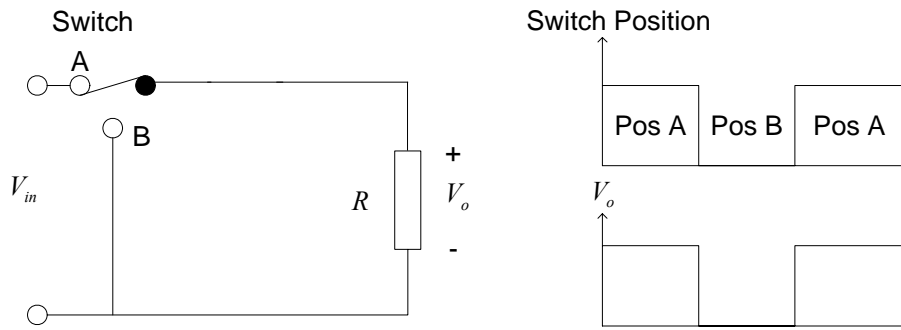 Switch
A
B
V_in
R
+
V_o
-
Switch Position
Pos A Pos B Pos A
V_o